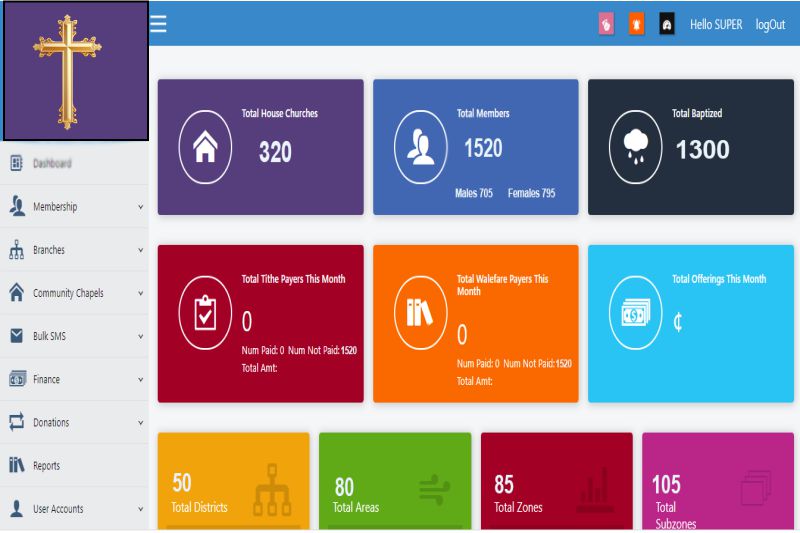 Hello SUPER
logOut
Dashboard
Membership
Branches
Community Chapels
Bulk SMS
Finance
Donations
Reports
User Accounts
Total House Churches
320
Total Members
1520
Males 705 Females 795
Total Baptized
1300
Total Tithe Payers This Month
0
Num Paid: 0 Num Not Paid:1520
Total Amt:
Total Walefare Payers This
Month
0
Num Paid: 0 Num Not Paid:1520
Total Amt:
Total Offerings This Month
¢
50
Total Districts
80
Total Areas
85
Total Zones
105
Total
Subzones